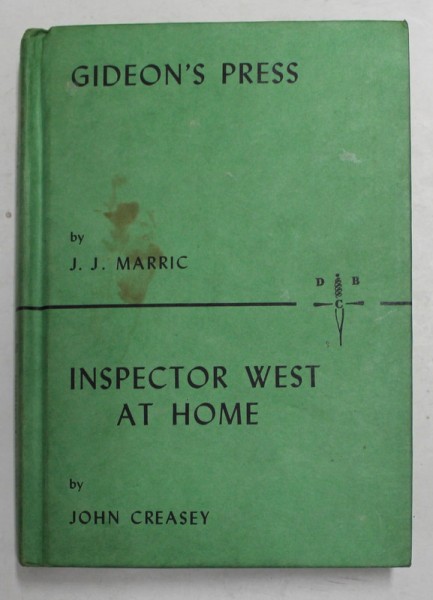 GIDEON'S PRESS
by
J. J. MARRIC
D B
C
INSPECTOR WEST
AT HOME
by
JOHN CREASEY